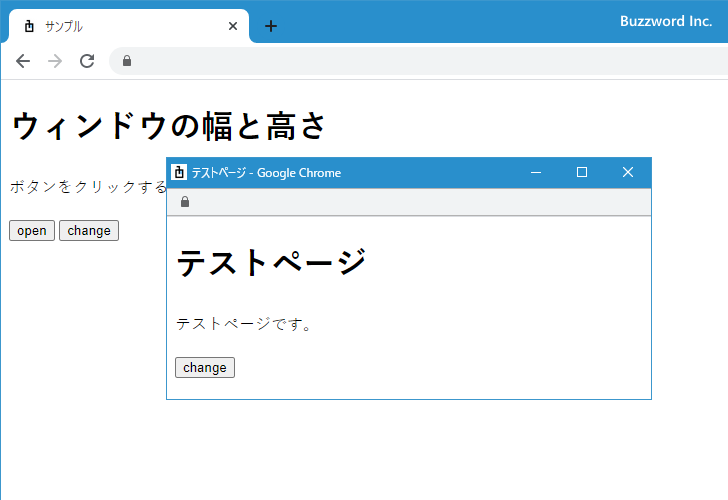 サンプル
Buzzword Inc.
ウィンドウの幅と高さ
ボタンをクリックする
open change
テストページ - Google Chrome
テストページ
テストページです。
change